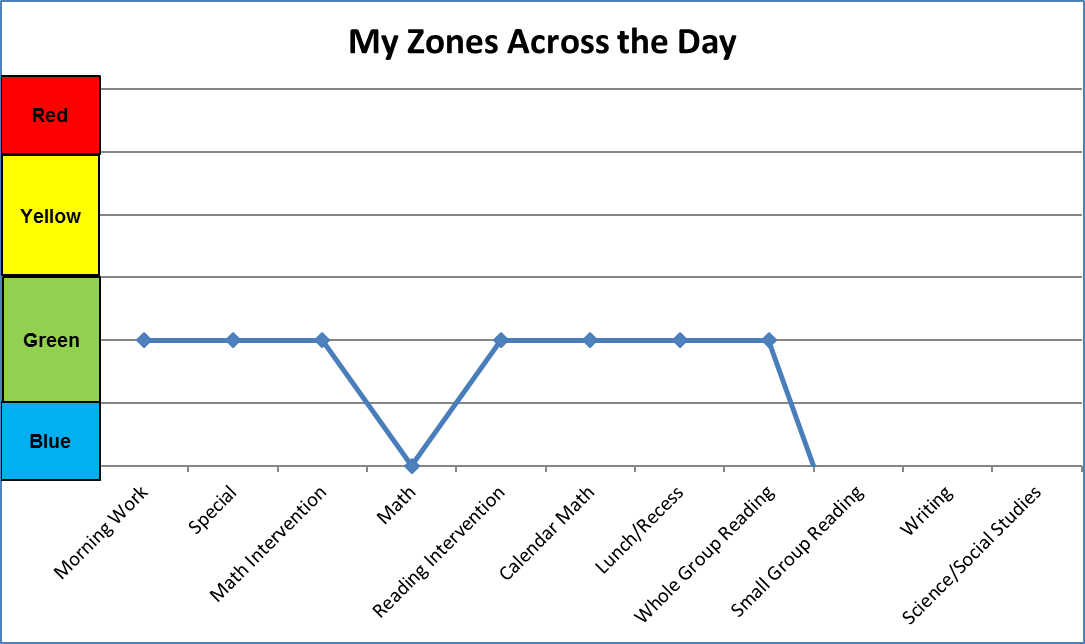 My Zones Across the Day
Red
Yellow
Green
Blue
Morning Work
Special
Math Intervention
Math
Reading Intervention
Calendar Math
Lunch/Recess
Whole Group Reading
Small Group Reading
Writing
Science/Social Studies